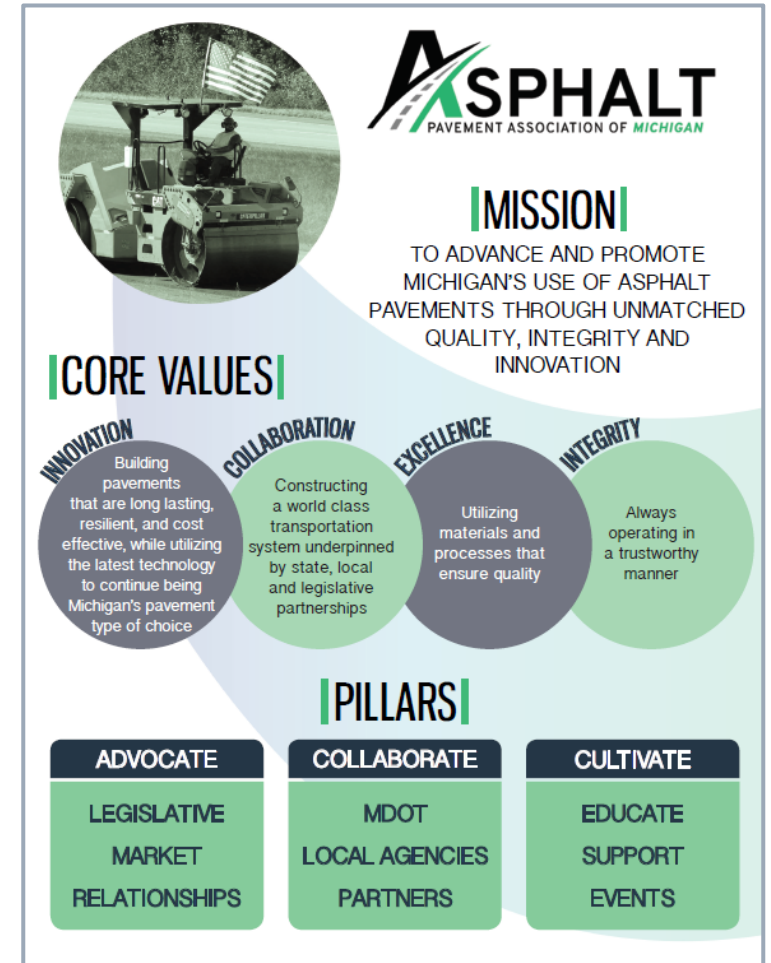 ASPHALT
PAVEMENT ASSOCIATION OF MICHIGAN
MISSION
TO ADVANCE AND PROMOTE
MICHIGAN'S USE OF ASPHALT
PAVEMENTS THROUGH UNMATCHED
QUALITY, INTEGRITY AND
INNOVATION
CORE VALUES
INNOVATION
Building
pavements
that are long lasting,
resilient, and cost
effective, while utilizing
the latest technology
to continue being
Michigan's pavement
type of choice
COLLABORATION
Constructing
a world class
transportation
system underpinned
by state, local
and legislative
partnerships
EXCELLENCE
Utilizing
materials and
processes that
ensure quality
INTEGRITY
Always
operating in
a trustworthy
manner
PILLARS
ADVOCATE
LEGISLATIVE
MARKET
RELATIONSHIPS
COLLABORATE
MDOT
LOCAL AGENCIES
PARTNERS
CULTIVATE
EDUCATE
SUPPORT
EVENTS
CAT
CATERPILLAR